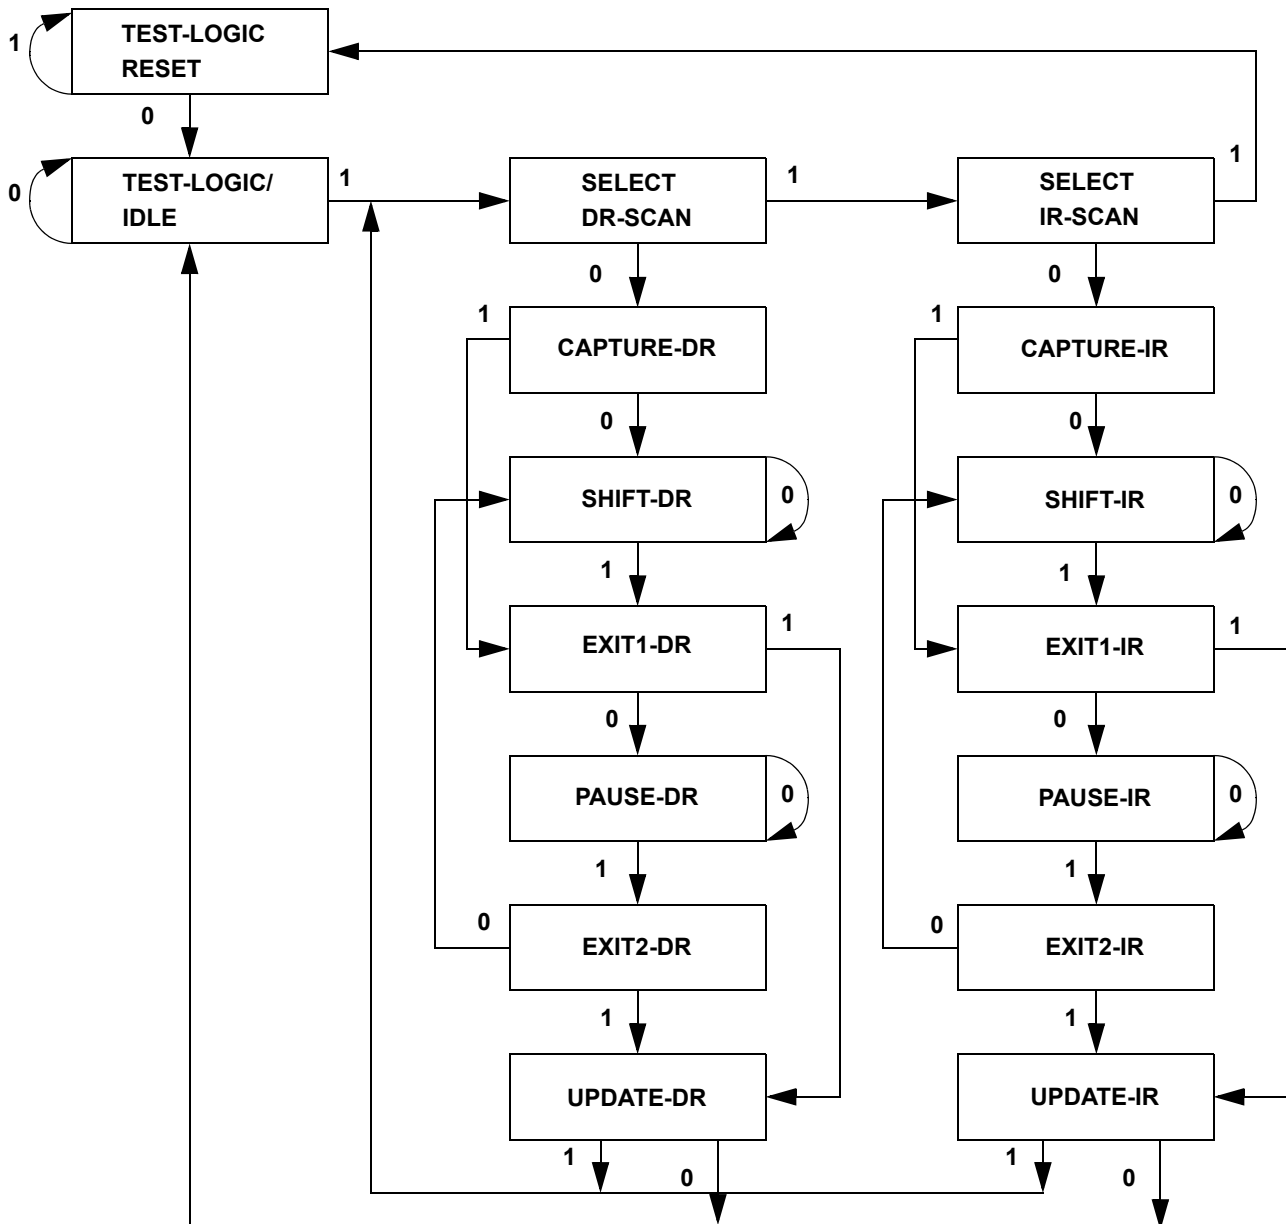 1
TEST-LOGIC
RESET
0
0
TEST-LOGIC/
IDLE
1
SELECT
DR-SCAN
1
SELECT
IR-SCAN
1
0
0
1
CAPTURE-DR
1
CAPTURE-IR
0
0
SHIFT-DR
0
SHIFT-IR
0
1
1
EXIT1-DR
1
EXIT1-IR
1
0
0
PAUSE-DR
0
PAUSE-IR
0
1
1
0
EXIT2-DR
0
EXIT2-IR
1
1
UPDATE-DR
UPDATE-IR
1
0
1
0